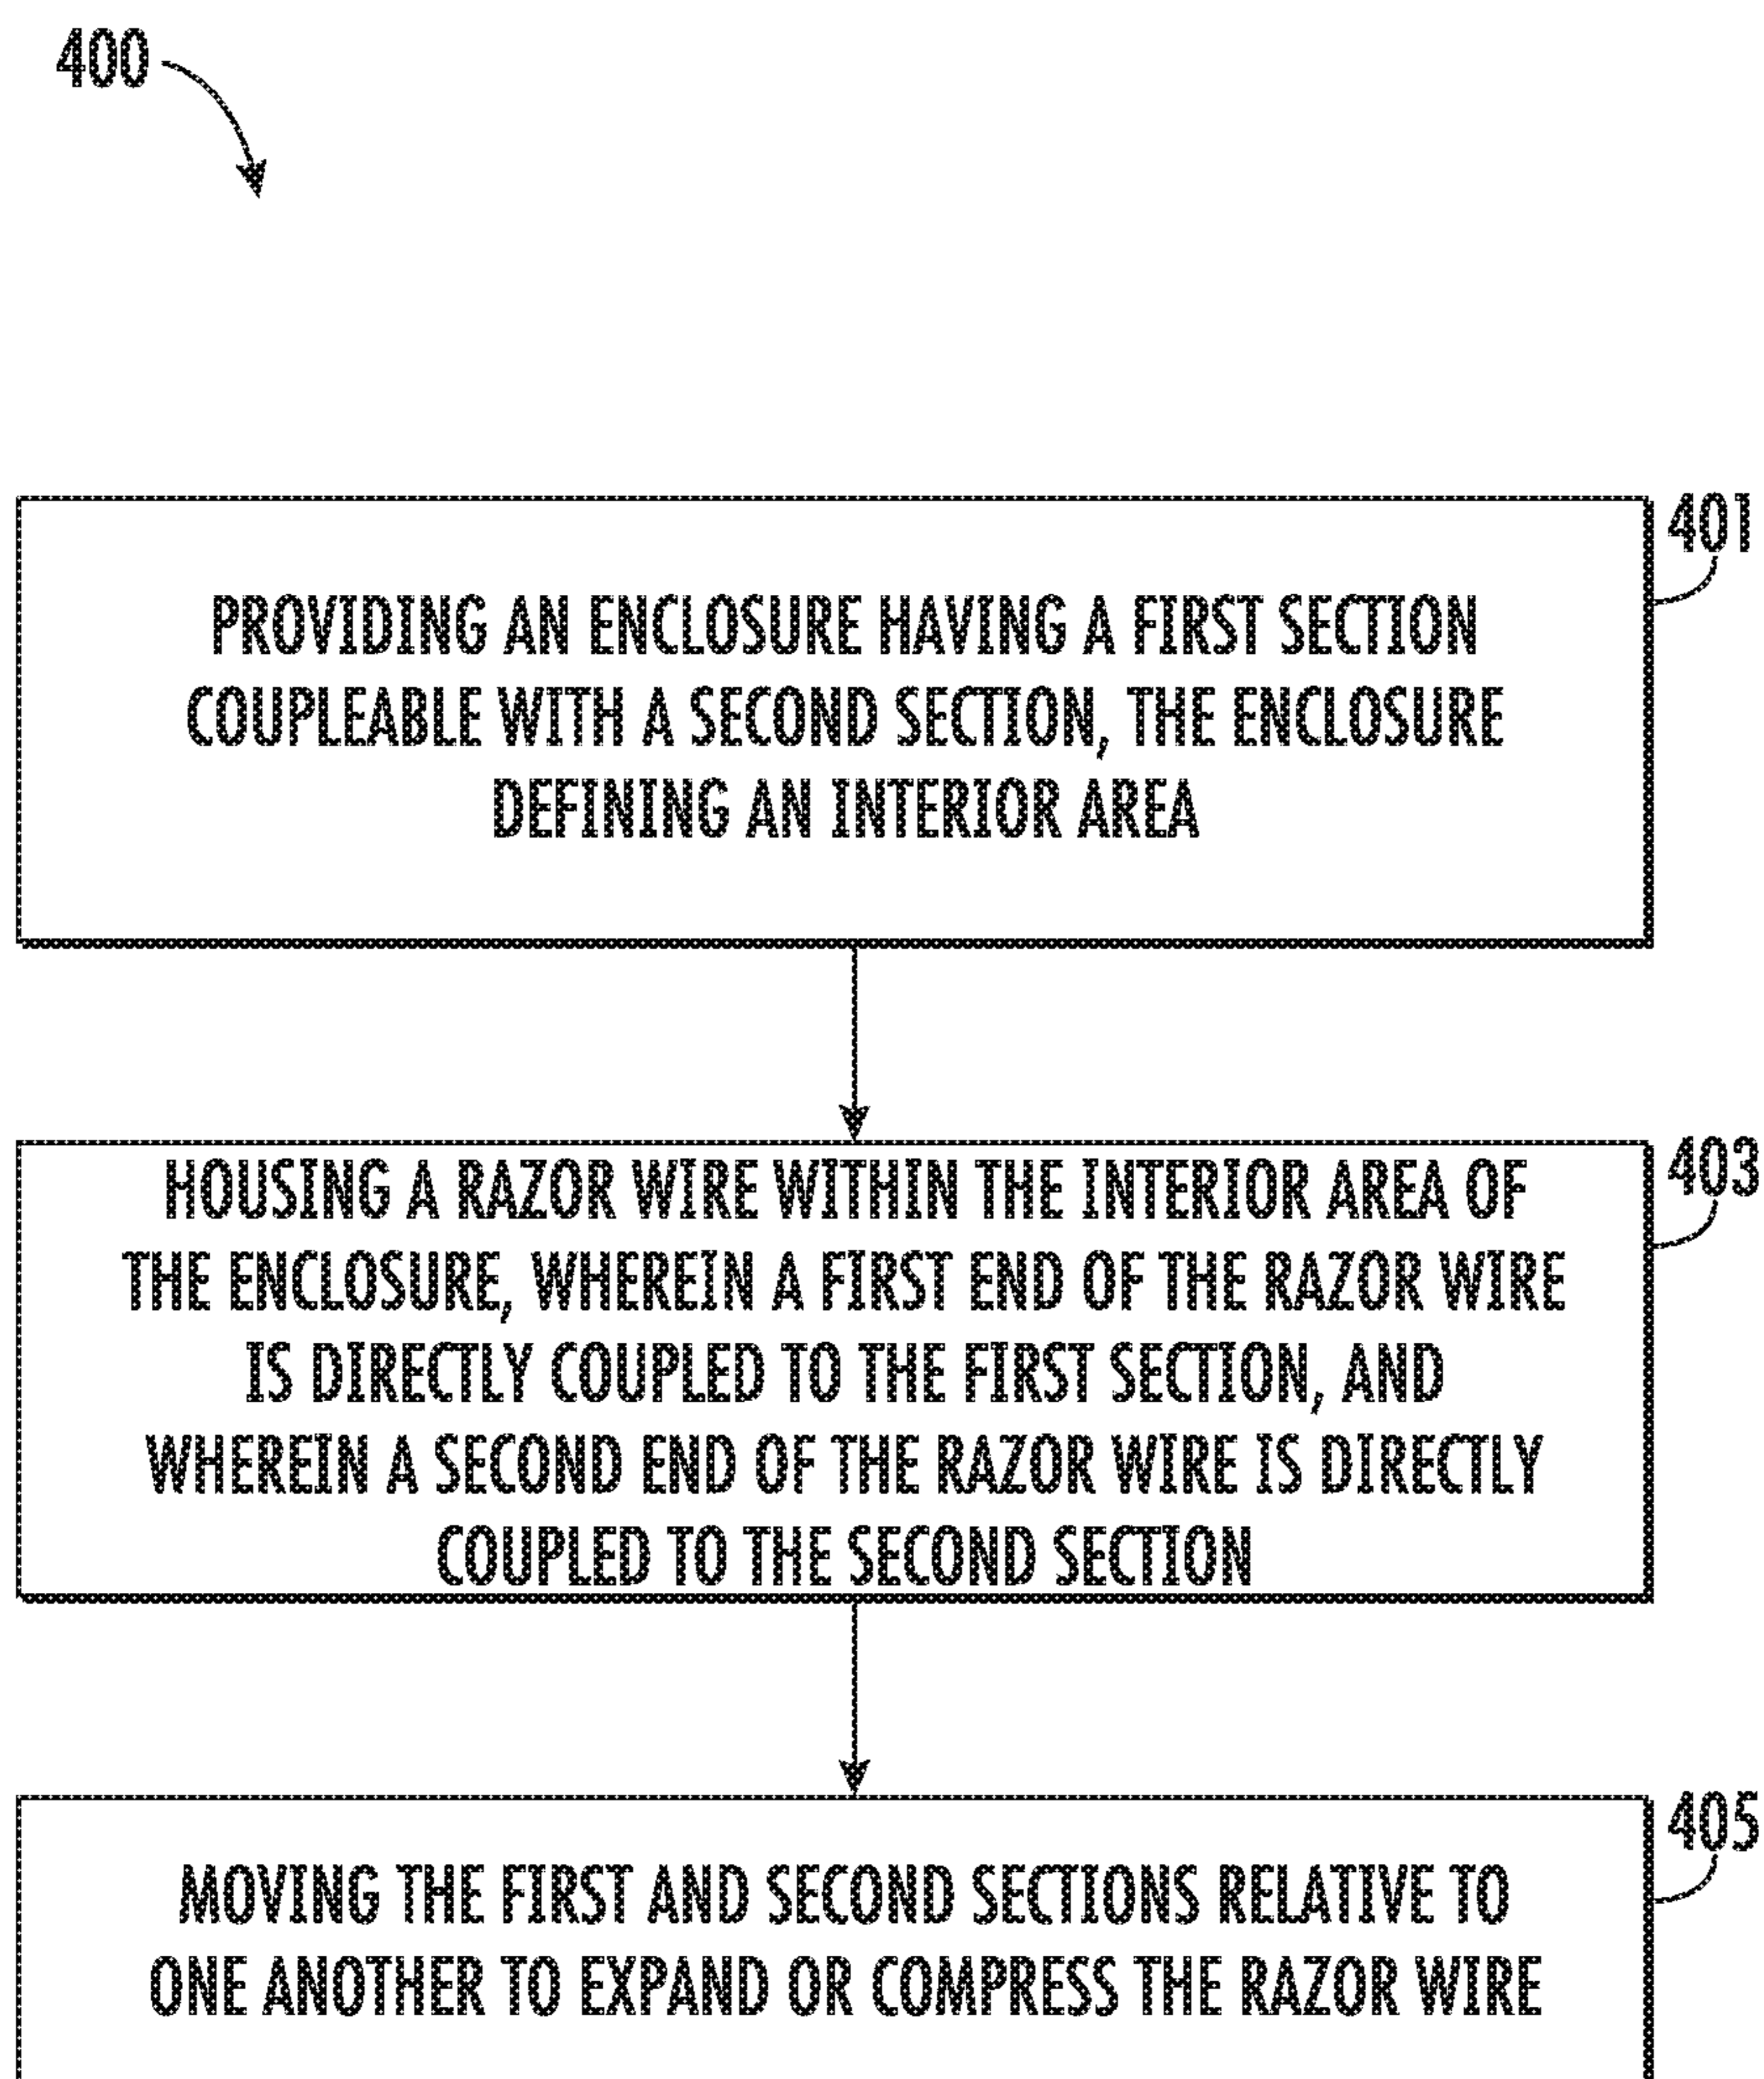 400
401
PROVIDING AN ENCLOSURE HAVING A FIRST SECTION
COUPLEABLE WITH A SECOND SECTION, THE ENCLOSURE
DEFINING AN INTERIOR AREA
403
HOUSING A RAZOR WIRE WITHIN THE INTERIOR AREA OF
THE ENCLOSURE, WHEREIN A FIRST END OF THE RAZOR WIRE
IS DIRECTLY COUPLED TO THE FIRST SECTION, AND
WHEREIN A SECOND END OF THE RAZOR WIRE IS DIRECTLY
COUPLED TO THE SECOND SECTION
405
MOVING THE FIRST AND SECOND SECTIONS RELATIVE TO
ONE ANOTHER TO EXPAND OR COMPRESS THE RAZOR WIRE